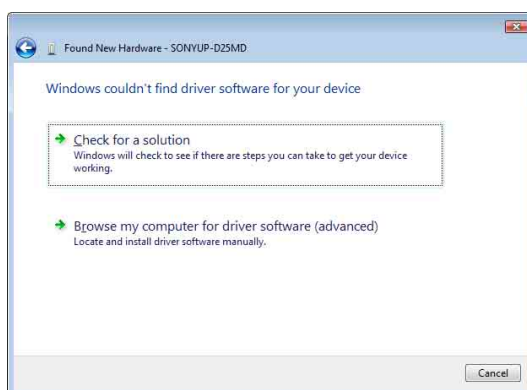 Found New Hardware - SONYUP-D25MD
Windows couldn't find driver software for your device
Check for a solution
Windows will check to see if there are steps you can take to get your device
working.
Browse my computer for driver software (advanced)
Locate and install driver software manually.
Cancel